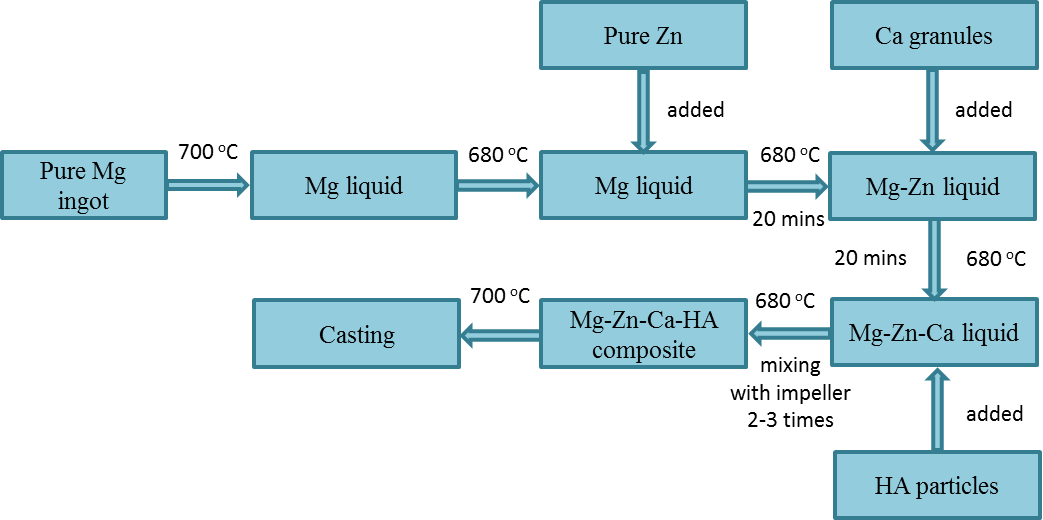 Pure Zn
Ca granules
added
added
700 °C
680 °C
680 °C
Pure Mg
ingot
Mg liquid
Mg liquid
Mg-Zn liquid
20 mins
20 mins
680 °C
700 °C
680 °C
Casting
Mg-Zn-Ca-HA
composite
Mg-Zn-Ca liquid
mixing
with impeller
2-3 times
added
HA particles